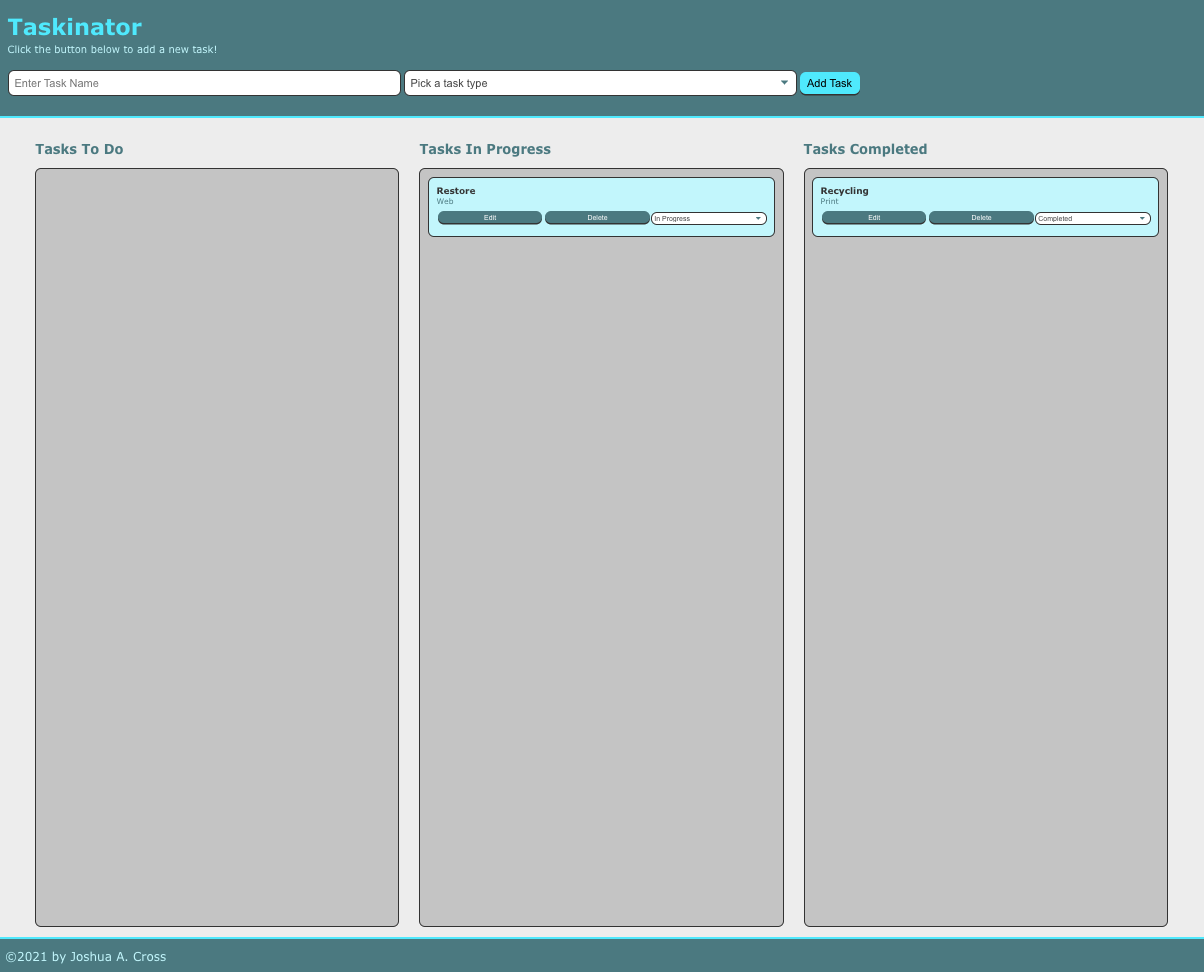 Taskinator
Click the button below to add a new task!
Enter Task Name
Pick a task type
Add Task
Tasks To Do
Tasks In Progress
Restore
Web
Edit
Delete
In Progress
Tasks Completed
Recycling
Print
Edit
Delete
Completed
©2021 by Joshua A. Cross